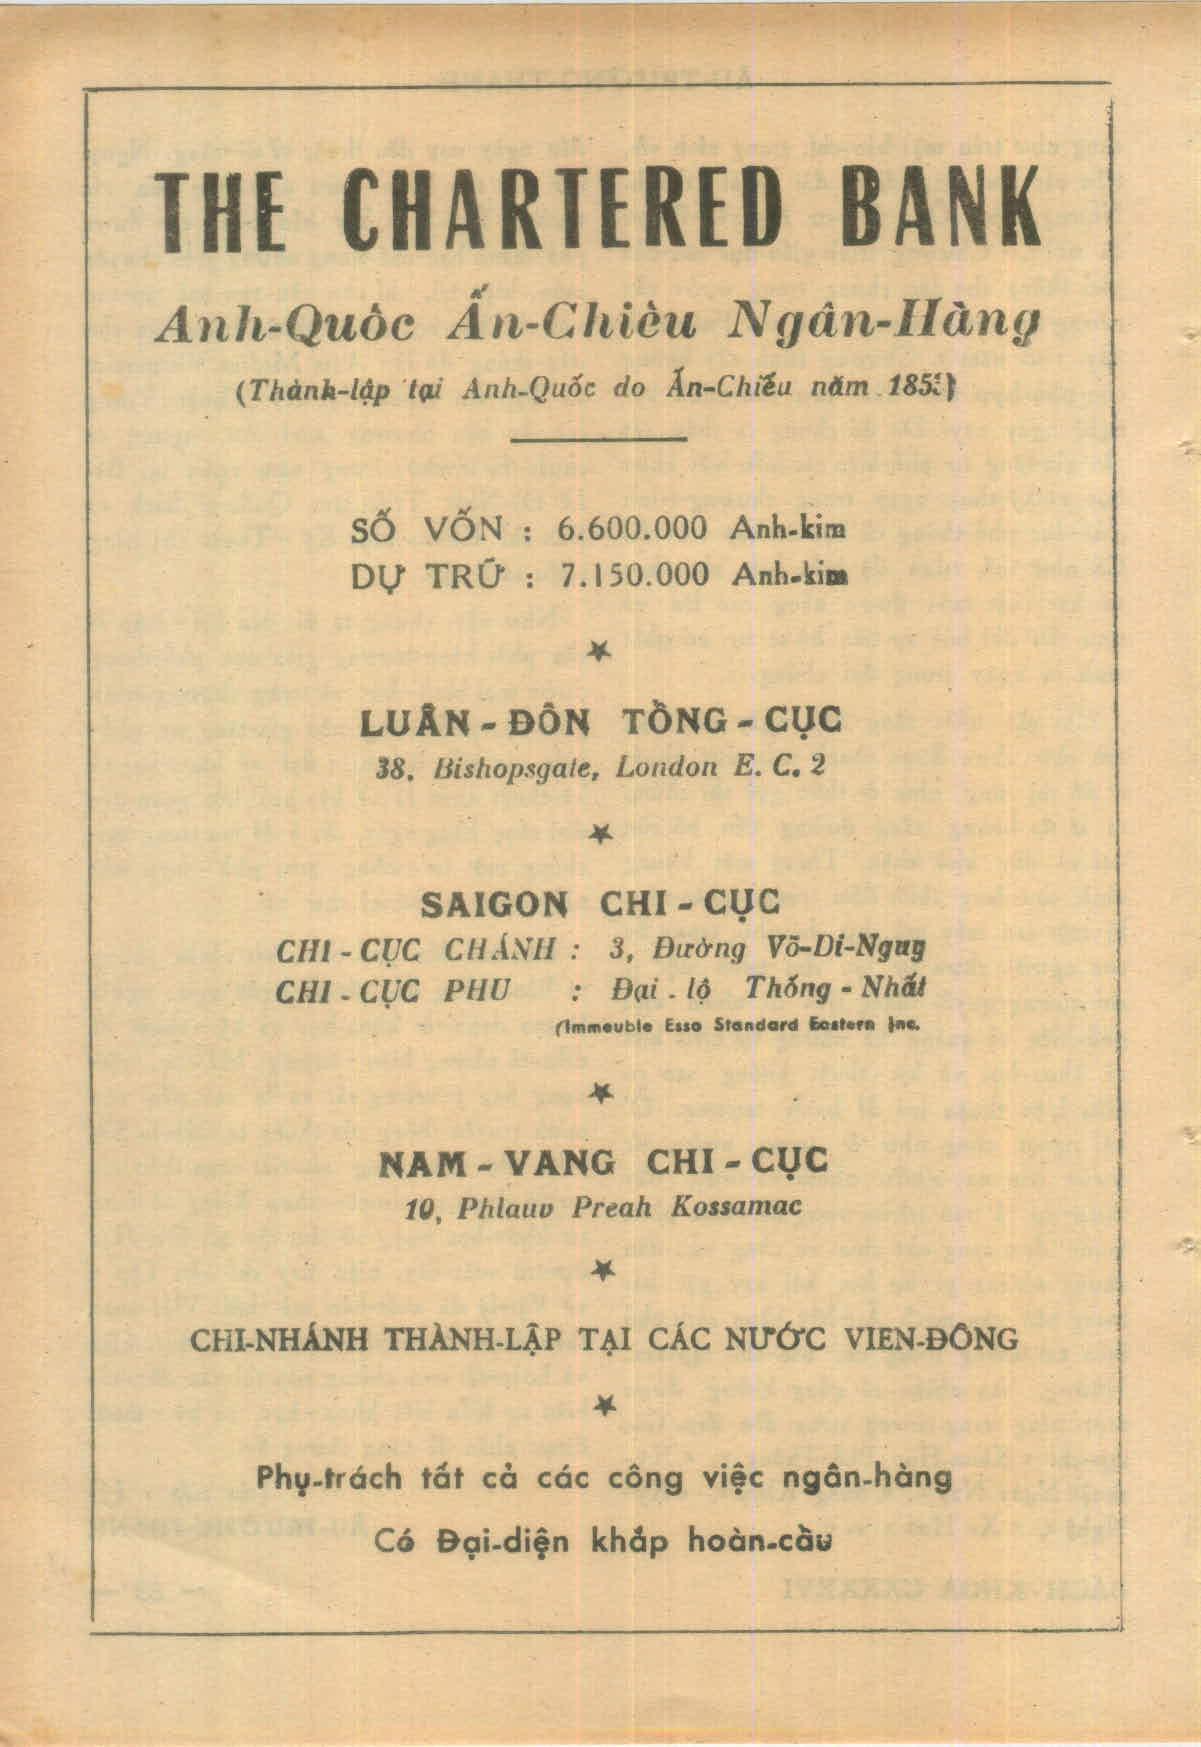 THE CHARTERED BANK
Anh-Quốc Ấn-Chiếu Ngân-Hàng
(Thành-lập tại Anh-Quốc do Ấn-Chiếu năm 1853)
SỐ VỐN : 6.600.000 Anh-kim
DỰ TRỮ : 7.150.000 Anh-kim
LUÂN - ĐÔN TỒNG - CỤC
38, Bishopsgate, London E. C. 2
SAIGON CHI - CỤC
CHI - CỤC CHÁNH : 3, Đường Võ-Di-Nguy
CHI - CỤC PHU : Đại . lộ Thống - Nhất
(Immeuble Esso Standard Eastern Inc.
NAM - VANG CHI - CỤC
10, Phlauv Preah Kossamac
CHI-NHÁNH THÀNH-LẬP TẠI CÁC NƯỚC VIEN-ĐÔNG
Phụ-trách tất cả các công việc ngân-hàng
Có Đại-diện khắp hoàn-cầu